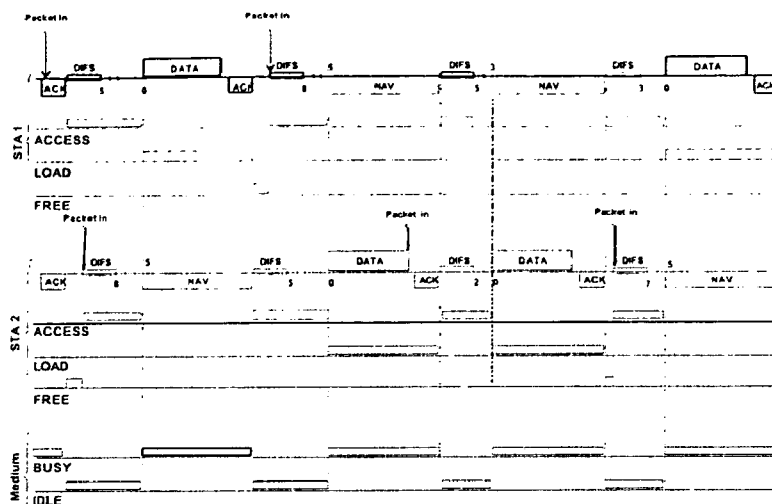 Packet In
Packet In
DIFS DATA DIFS 5 DIFS 3 DIFS DATA
ACK 5 0 ACK 8 NAV 5 5 NAV 3 0 ACK
STA 1
ACCESS
LOAD
FREE
Packet In Packet in Packet in
DIFS 5 DIFS DATA DIFS DATA DIFS 5
ACK 8 NAV 5 0 ACK 2 0 ACK 7 NAV
STA 2
ACCESS
LOAD
FREE
Medium
BUSY
IDLE